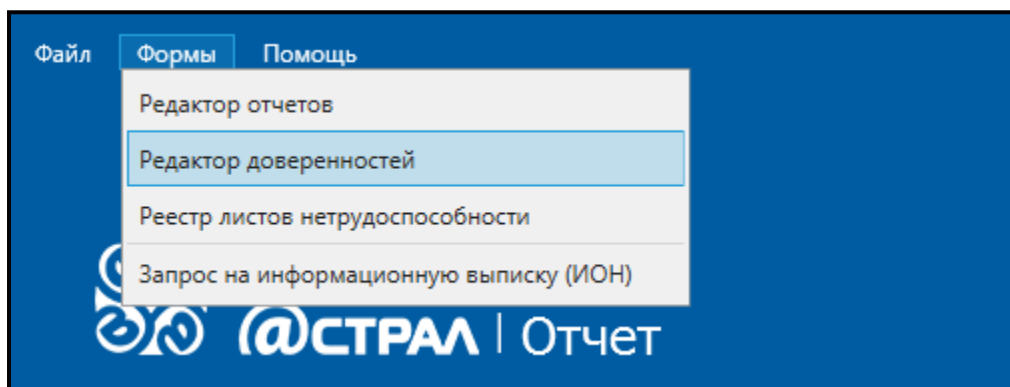 Файл Формы Помощь
Редактор отчетов
Редактор доверенностей
Реестр листов нетрудоспособности
Запрос на информационную выписку (ИОН)
@СТРАЛ | Отчет